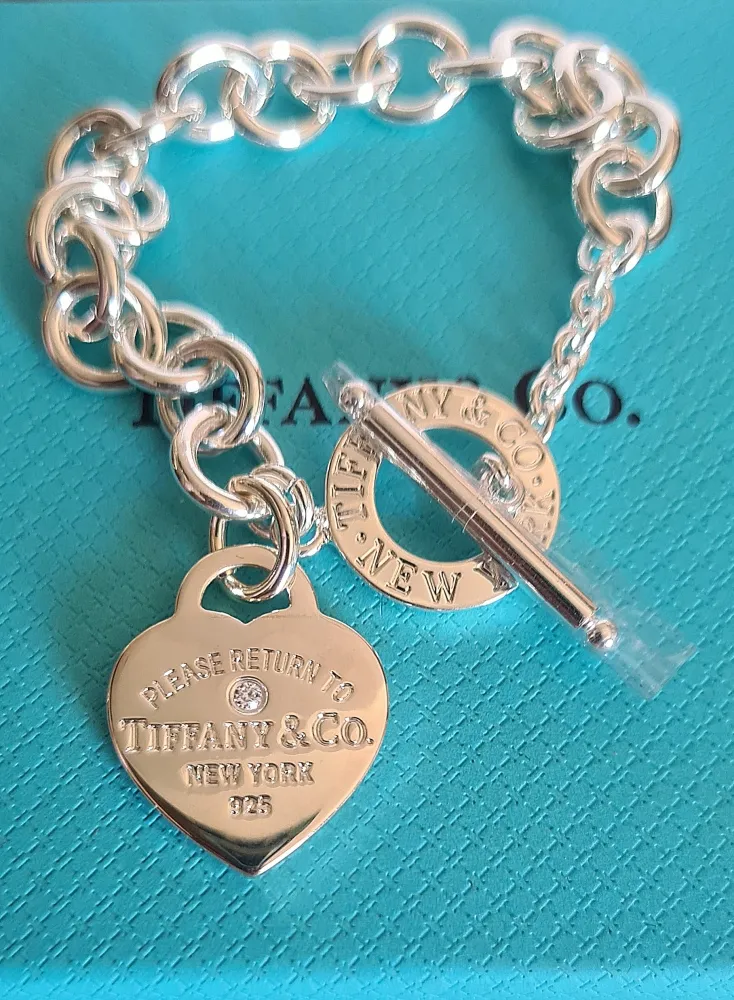 TIFFANY & CO.
TIFFANY & CO.
NEW YORK
PLEASE RETURN TO
TIFFANY & CO.
NEW YORK
925